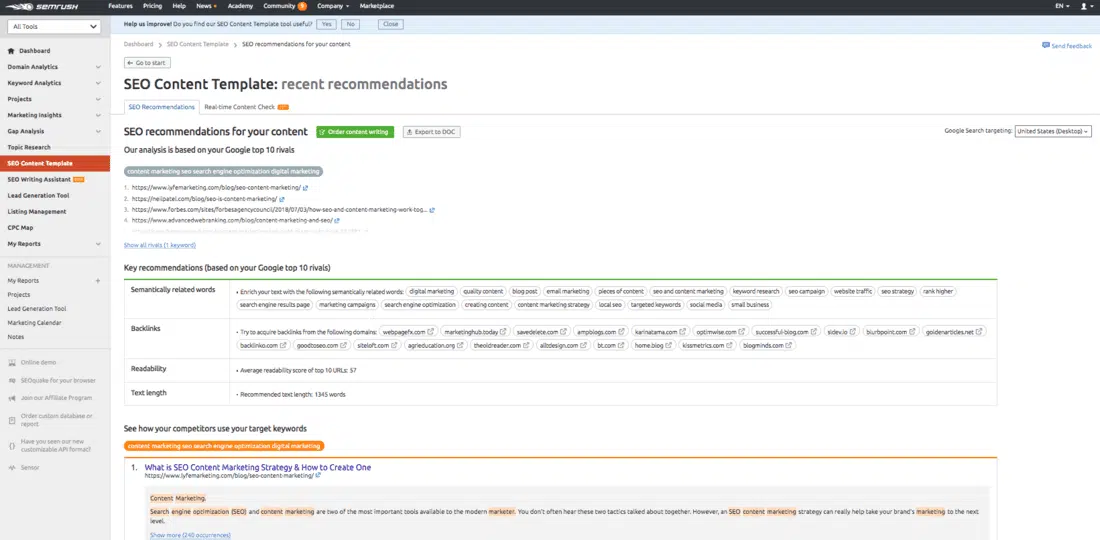 SEMRUSH Features Pricing Help News Academy Community 5 Company Marketplace EN
All Tools
Help us improve! Do you find our SEO Content Template tool useful? Yes No Close
Dashboard
Domain Analytics
Keyword Analytics
Projects
Marketing Insights
Gap Analysis
Topic Research
SEO Content Template
SEO Writing Assistant
Lead Generation Tool
Listing Management
CPC Map
My Reports
MANAGEMENT
My Reports +
Projects
Lead Generation Tool
Marketing Calendar
Notes
Online demo
SEOquake for your browser
Join our Affiliate Program
Order custom database or
report
Have you seen our new
customizable API format?
Sensor
Dashboard > SEO Content Template > SEO recommendations for your content
Send feedback
Go to start
SEO Content Template: recent recommendations
SEO Recommendations Real-time Content Check
SEO recommendations for your content Order content writing Export to DOC
Google Search targeting: United States (Desktop)
Our analysis is based on your Google top 10 rivals
content marketing seo search engine optimization digital marketing
1. https://www.lyfemarketing.com/blog/seo-content-marketing/
2. https://neilpatel.com/blog/seo-is-content-marketing/
3. https://www.forbes.com/sites/forbesagencycouncil/2018/07/03/how-seo-and-content-marketing-work-tog...
4. https://www.advancedwebranking.com/blog/content-marketing-and-seo/
Show all rivals (1 keyword)
Key recommendations (based on your Google top 10 rivals)
Semantically related words
• Enrich your text with the following semantically related words: digital marketing quality content blog post email marketing pieces of content seo and content marketing keyword research seo campaign website traffic seo strategy rank higher
search engine results page marketing campaigns search engine optimization creating content content marketing strategy local seo targeted keywords social media small business
Backlinks
• Try to acquire backlinks from the following domains: webpagefx.com marketinghub.today savedelete.com ampblogs.com karinatama.com optimwise.com successful-blog.com sidev.io blurbpoint.com goldenarticles.net
backlinko.com goodtoseo.com siteloft.com agrieducation.org theoldreader.com alltdesign.com bt.com home.blog kissmetrics.com blogminds.com
Readability
• Average readability score of top 10 URLs: 57
Text length
• Recommended text length: 1345 words
See how your competitors use your target keywords
content marketing seo search engine optimization digital marketing
1. What is SEO Content Marketing Strategy & How to Create One
https://www.lyfemarketing.com/blog/seo-content-marketing/
Content Marketing.
Search engine optimization (SEO) and content marketing are two of the most important tools available to the modern marketer. You don't often hear these two tactics talked about together. However, an SEO content marketing strategy can really help take your brand's marketing to the next
level.
Show more (240 occurrences)